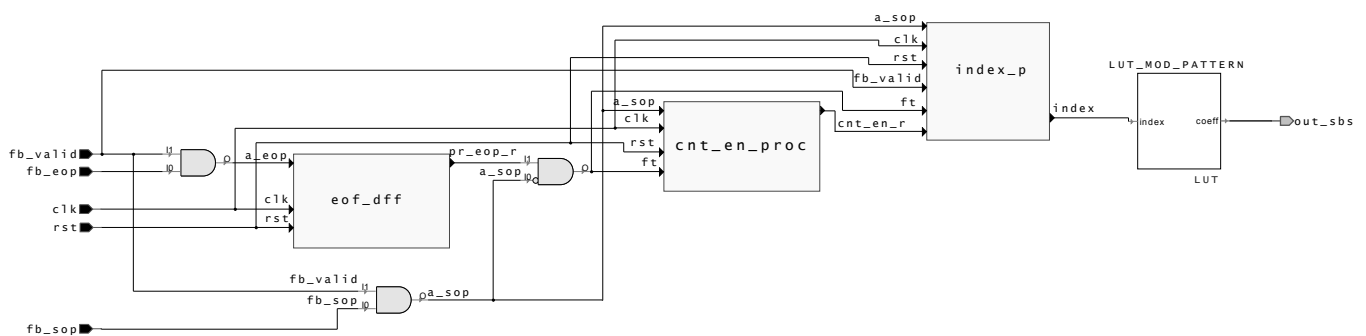 a_sop
clk
rst
fb_valid
ft
cnt_en_r
index_p
index
LUT_MOD_PATTERN
index
coeff
LUT
out_sbs
a_sop
clk
rst
ft
cnt_en_proc
fb_valid
fb_eop
clk
rst
fb_sop
I1
I0
O
a_eop
clk
rst
eof_dff
pr_eop_r
a_sop
I1
I0
O
fb_valid
fb_sop
I1
I0
O
a_sop